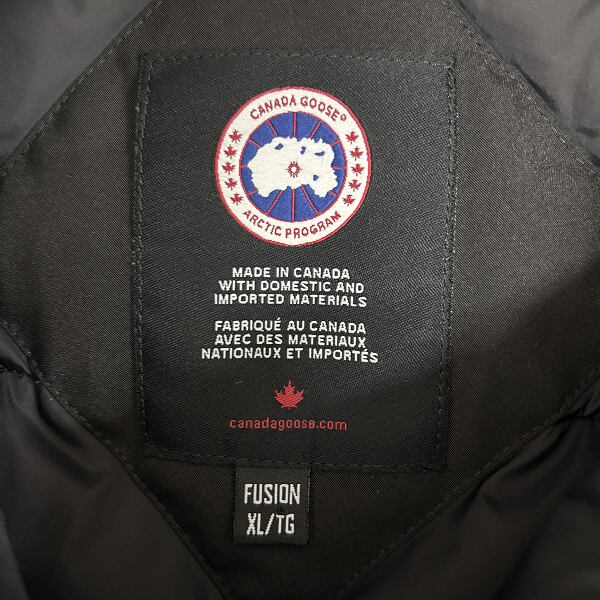 CANADA GOOSE®
ARCTIC PROGRAM
MADE IN CANADA
WITH DOMESTIC AND
IMPORTED MATERIALS
FABRIQUÉ AU CANADA
AVEC DES MATERIAUX
NATIONAUX ET IMPORTÉS
canadagoose.com
FUSION
XL/TG